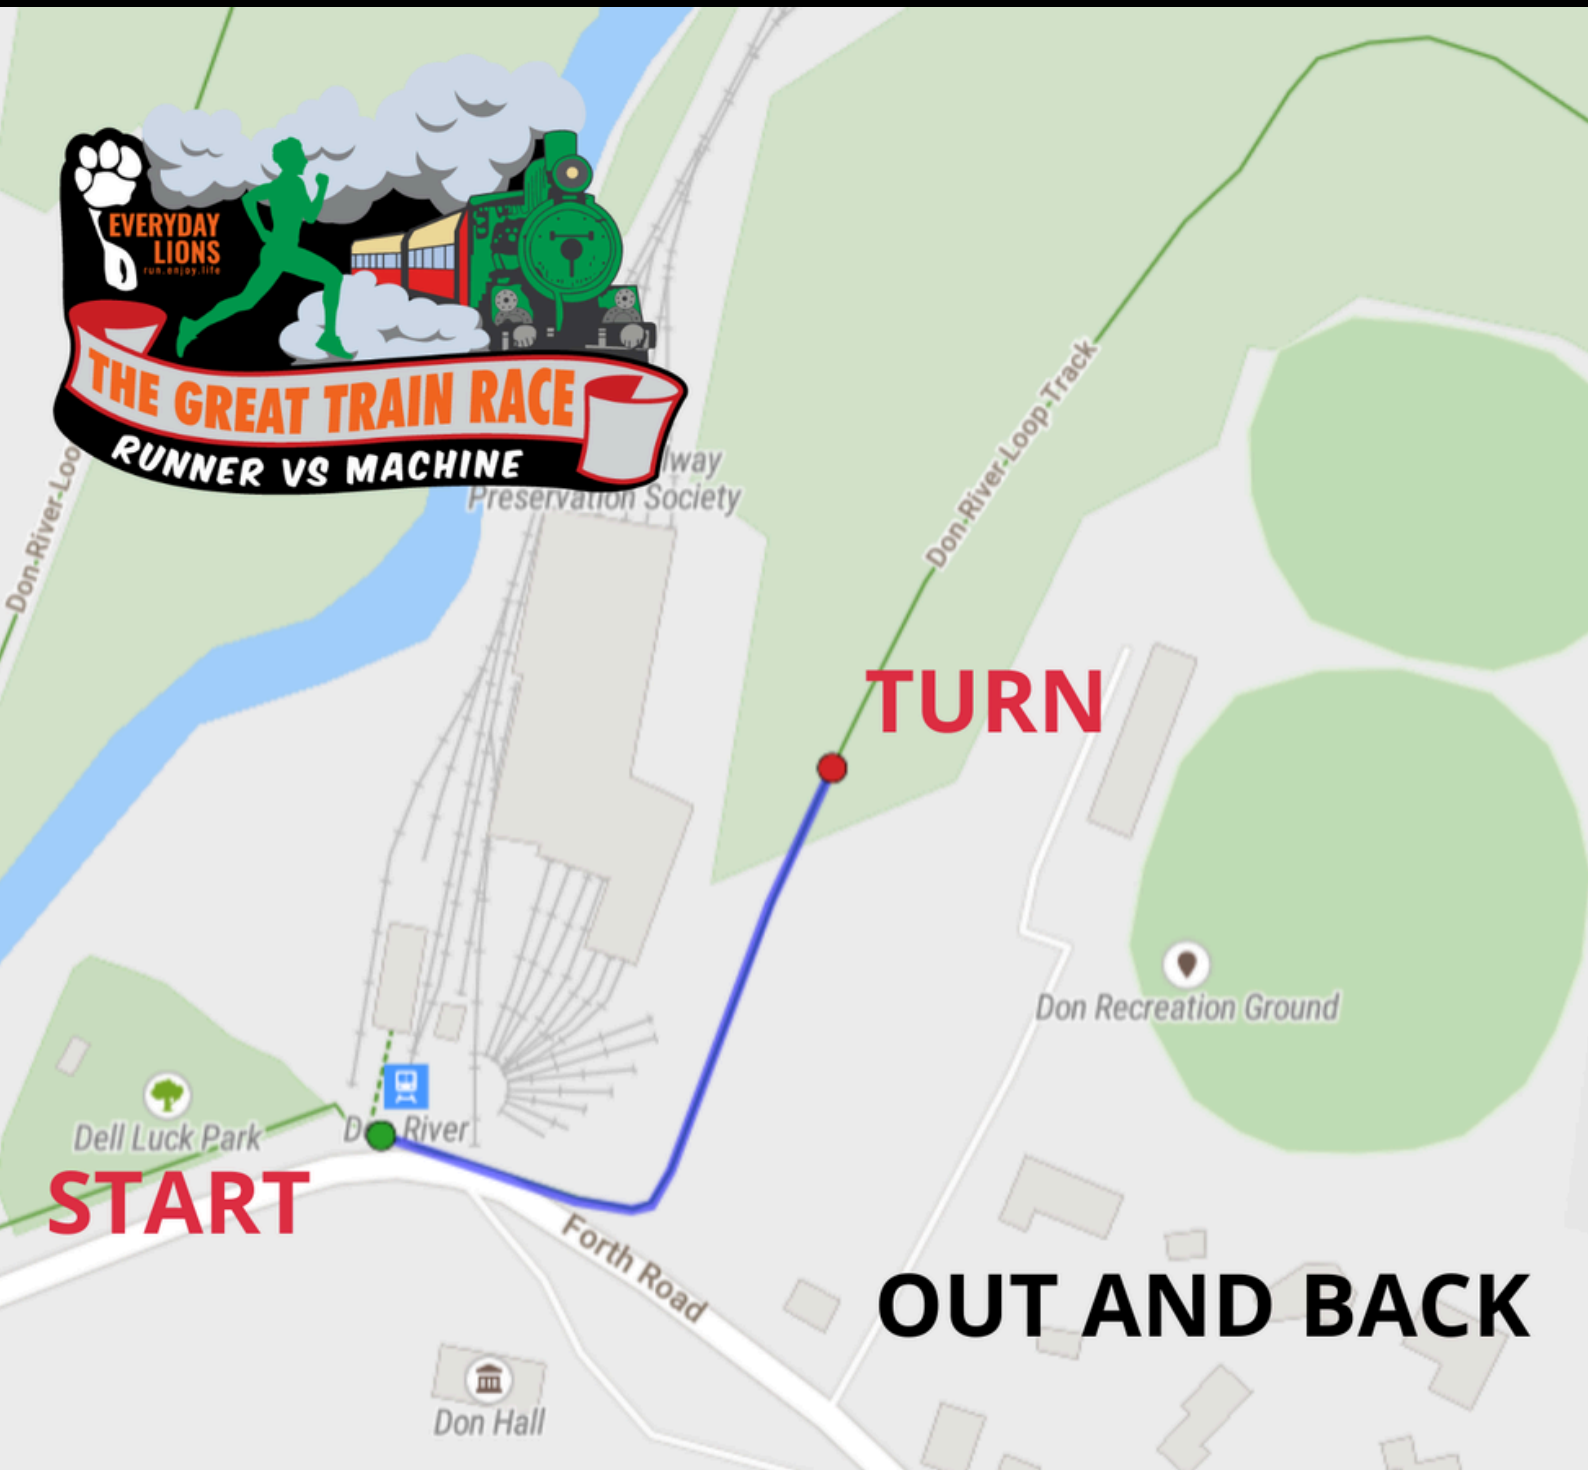 EVERYDAY
LIONS
run.enjoy.life
THE GREAT TRAIN RACE
RUNNER VS MACHINE
Preservation Society
Don-River-Loop-Track
TURN
Don Recreation Ground
Dell Luck Park
River
START
Forth Road
OUT AND BACK
Don Hall